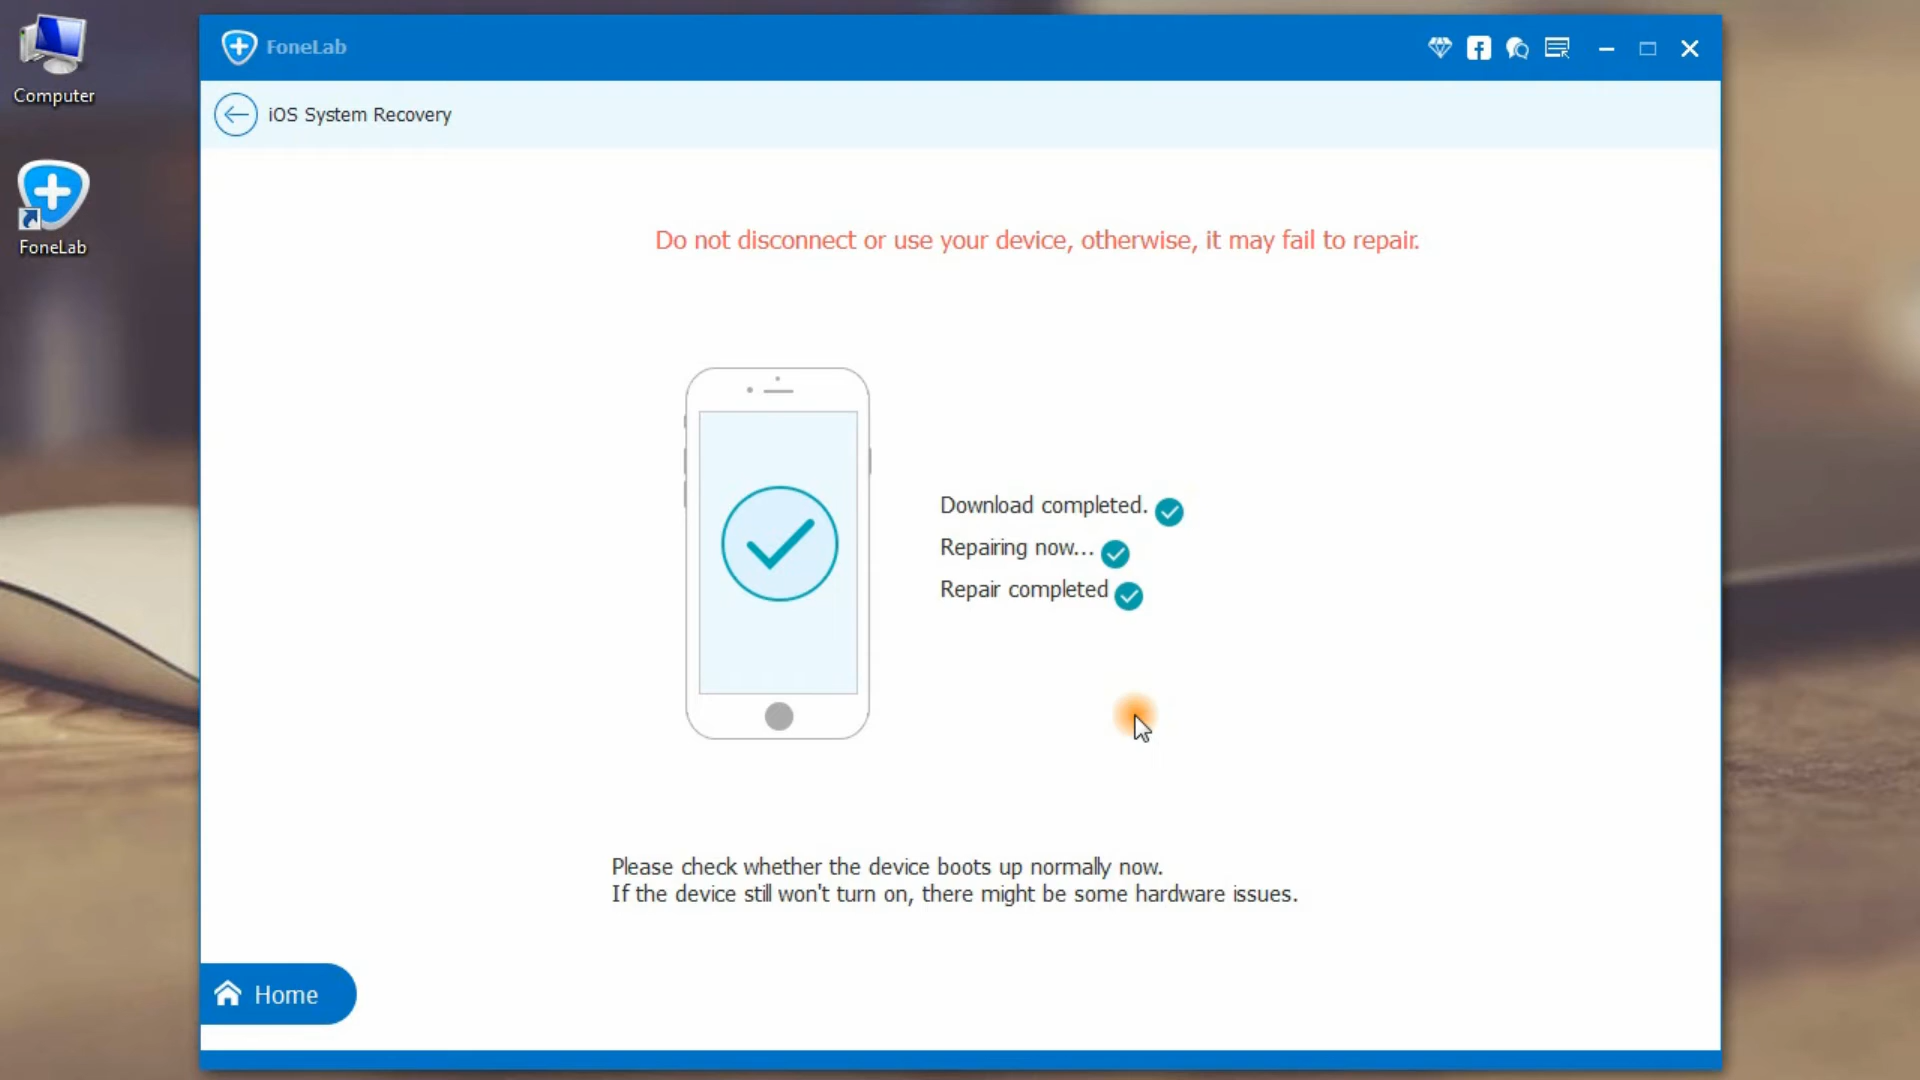 Computer
FoneLab
FoneLab
iOS System Recovery
Do not disconnect or use your device, otherwise, it may fail to repair.
Download completed.
Repairing now...
Repair completed
Please check whether the device boots up normally now.
If the device still won't turn on, there might be some hardware issues.
Home